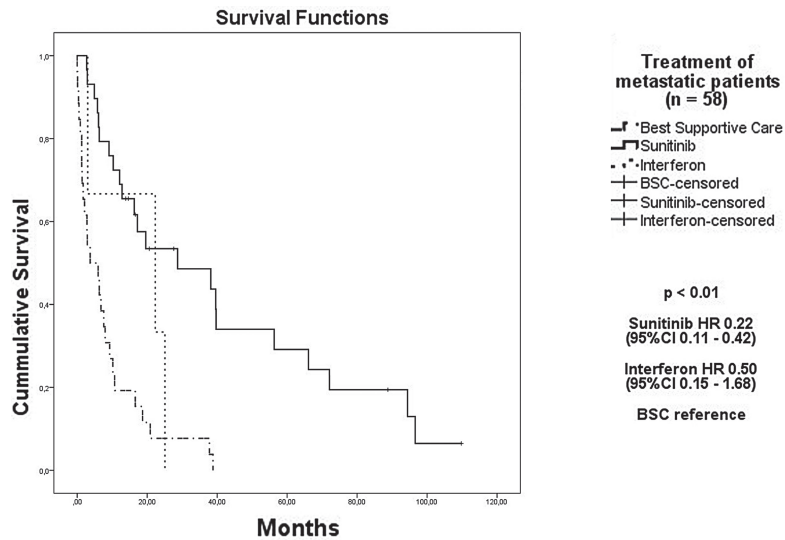 Survival Functions
1,0
0,8
0,6
0,4
0,2
0,0
Cummulative Survival
,00
20,00
40,00
60,00
80,00
100,00
120,00
Months
Treatment of
metastatic patients
(n = 58)
Best Supportive Care
Sunitinib
Interferon
BSC-censored
Sunitinib-censored
Interferon-censored
p < 0.01
Sunitinib HR 0.22
(95%CI 0.11 - 0.42)
Interferon HR 0.50
(95%CI 0.15 - 1.68)
BSC reference